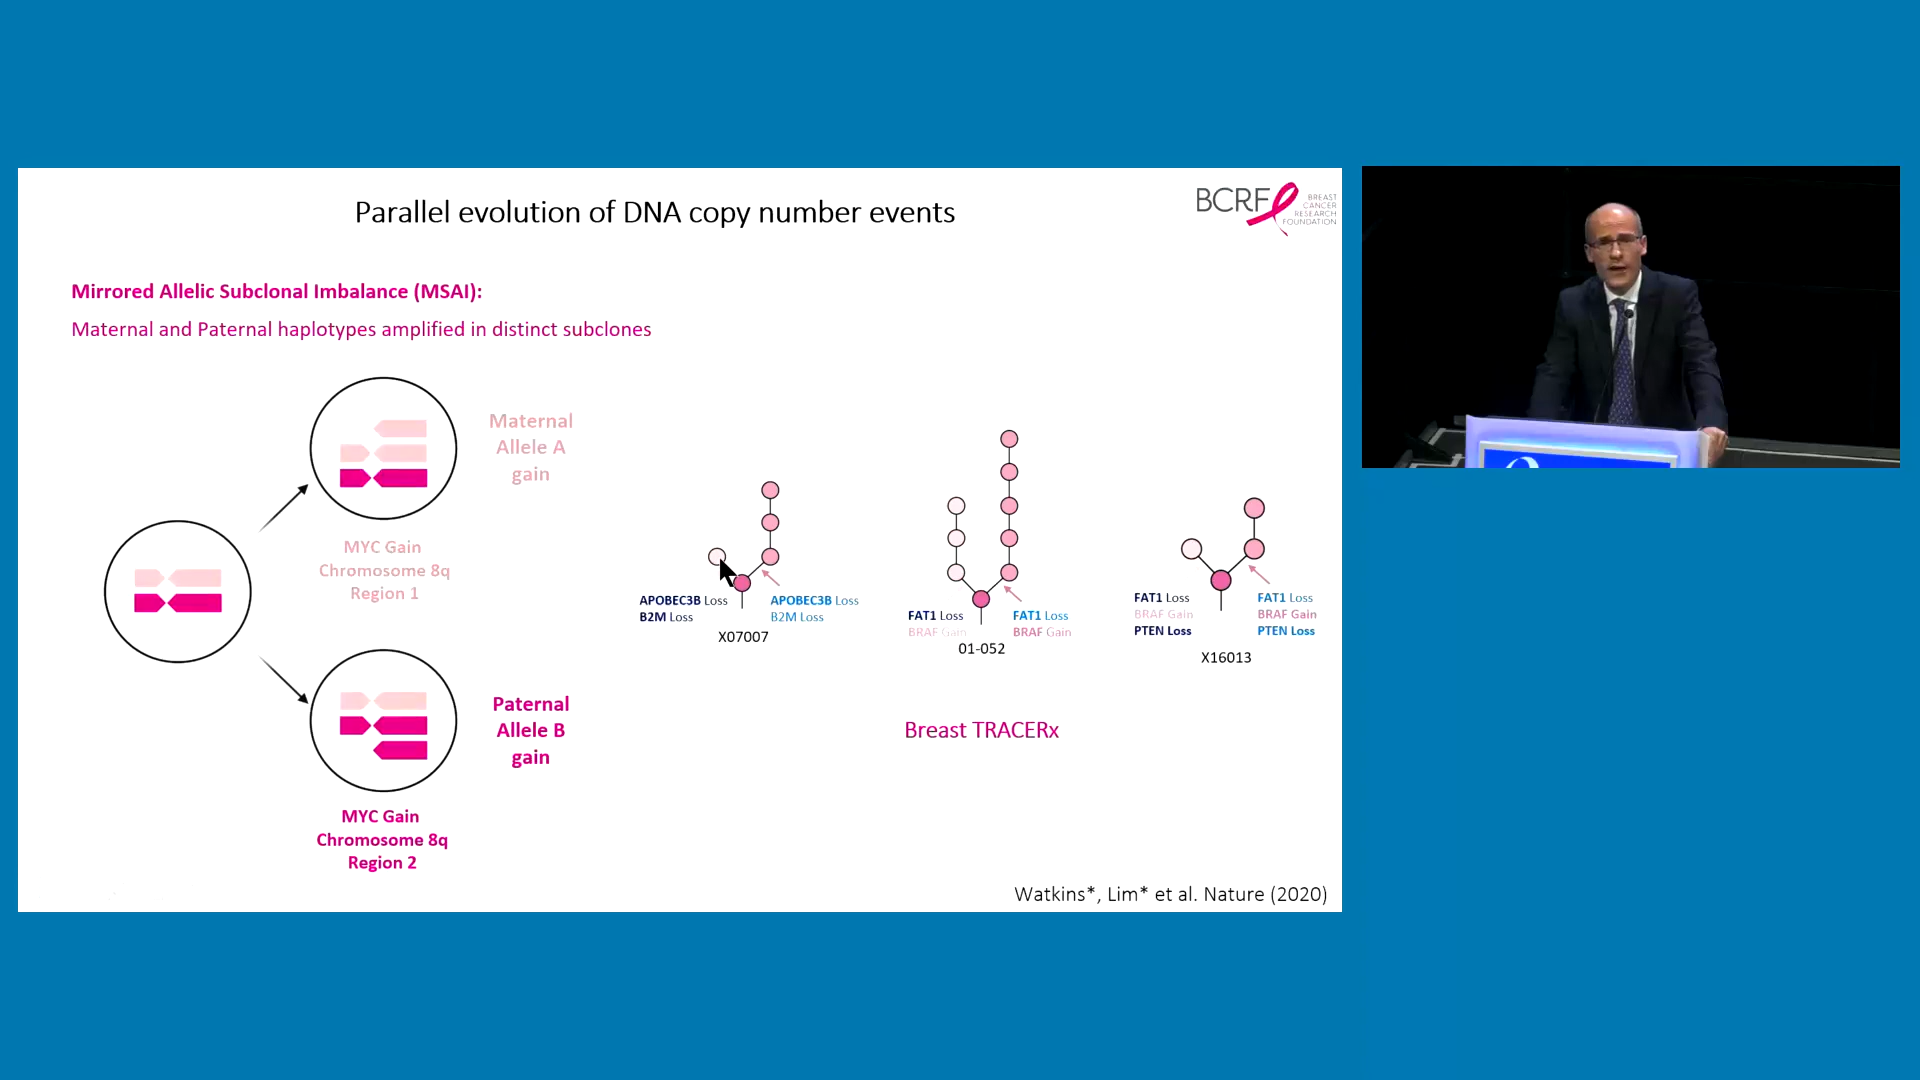 Parallel evolution of DNA copy number events
BCRF
BREAST
CANCER
RESEARCH
FOUNDATION
Mirrored Allelic Subclonal Imbalance (MSAI):
Maternal and Paternal haplotypes amplified in distinct subclones
Maternal
Allele A
gain
MYC Gain
Chromosome 8q
Region 1
Paternal
Allele B
gain
MYC Gain
Chromosome 8q
Region 2
APOBEC3B Loss
B2M Loss
APOBEC3B Loss
B2M Loss
X07007
FAT1 Loss
BRAF Gain
FAT1 Loss
BRAF Gain
01-052
FAT1 Loss
BRAF Gain
PTEN Loss
FAT1 Loss
BRAF Gain
PTEN Loss
X16013
Breast TRACERx
Watkins*, Lim* et al. Nature (2020)